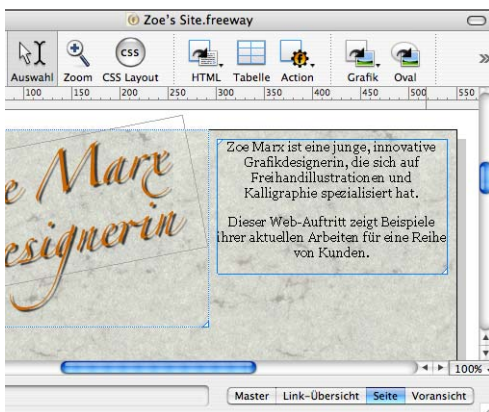 Zoe's Site.freeway
Auswahl Zoom CSS Layout HTML Tabelle Action Grafik Oval
css
100 150 200 250 300 350 400 450 500 550
e Marx
esignerin
Zoe Marx ist eine junge, innovative
Grafikdesignerin, die sich auf
Freihandillustrationen und
Kalligraphie spezialisiert hat.
Dieser Web-Auftritt zeigt Beispiele
ihrer aktuellen Arbeiten für eine Reihe
von Kunden.
100%
Master Link-Übersicht Seite Voransicht